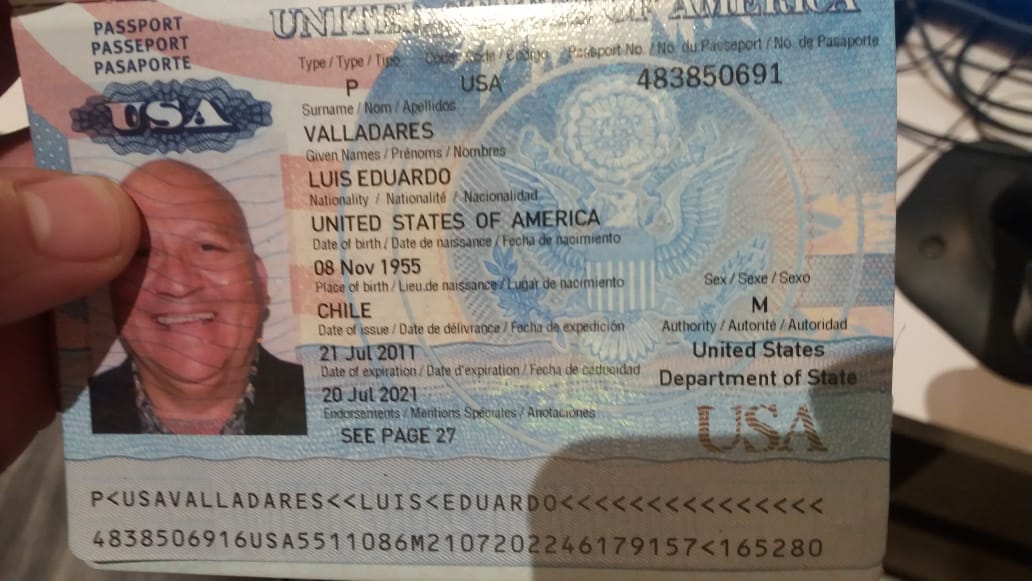 PASSPORT
PASSEPORT
PASAPORTE
USA
UNITED STATES OF AMERICA
Type / Type / Tipo Code / Code / Código Passport No. / No. du Passeport / No. de Pasaporte
P USA 483850691
Surname / Nom / Apellidos
VALLADARES
Given Names / Prénoms / Nombres
LUIS EDUARDO
Nationality / Nationalité / Nacionalidad
UNITED STATES OF AMERICA
Date of birth / Date de naissance / Fecha de nacimiento
08 Nov 1955
Place of birth / Lieu de naissance / Lugar de nacimiento Sex / Sexe / Sexo
CHILE M
Date of issue / Date de délivrance / Fecha de expedición Authority / Autorité / Autoridad
21 Jul 2011 United States
Date of expiration / Date d'expiration / Fecha de caducidad Department of State
20 Jul 2021
Endorsements / Mentions Spéciales / Anotaciones
SEE PAGE 27 USA
P<USAVALLADARES<<LUIS<EDUARDO<<<<<<<<<<<<<<<
4838506916USA5511086M2107202246179157<165280